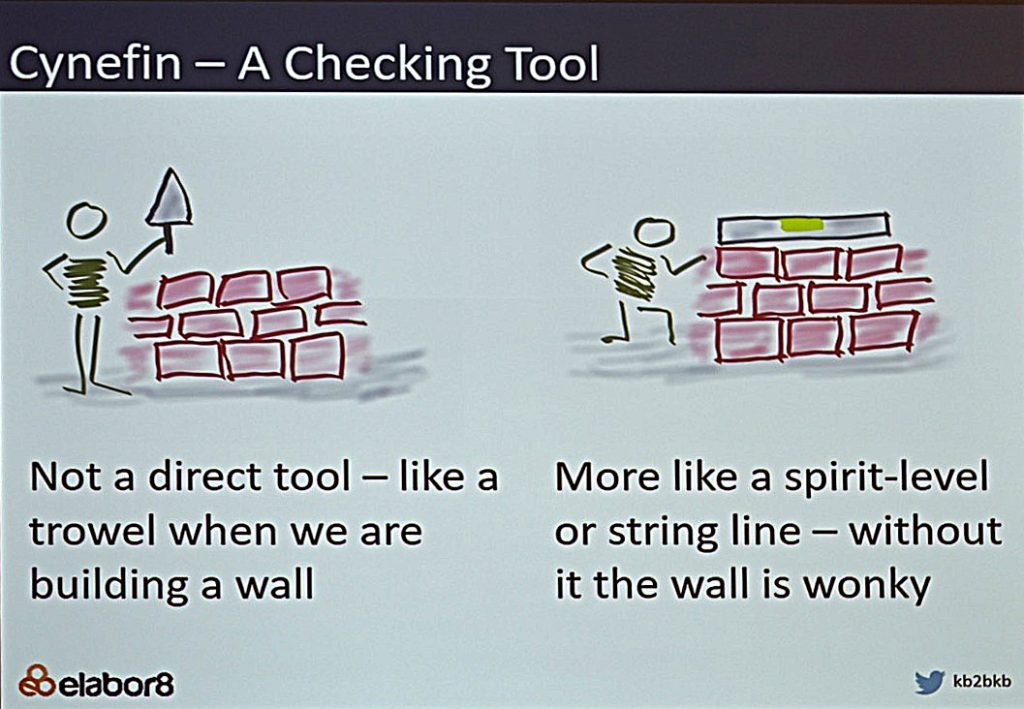 Cynefin – A Checking Tool
Not a direct tool – like a
trowel when we are
building a wall
More like a spirit-level
or string line – without
it the wall is wonky
elabor8
kb2bkb